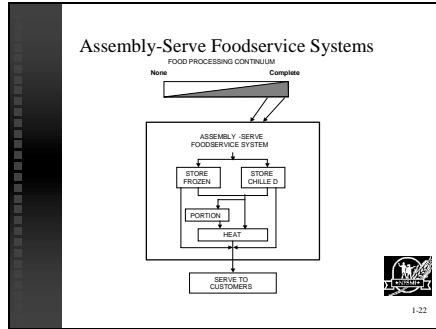 Assembly-Serve Foodservice Systems
FOOD PROCESSING CONTINUUM
None Complete
ASSEMBLY -SERVE
FOODSERVICE SYSTEM
STORE
FROZEN
STORE
CHILLE D
PORTION
HEAT
SERVE TO
CUSTOMERS
NFSMI
1-22